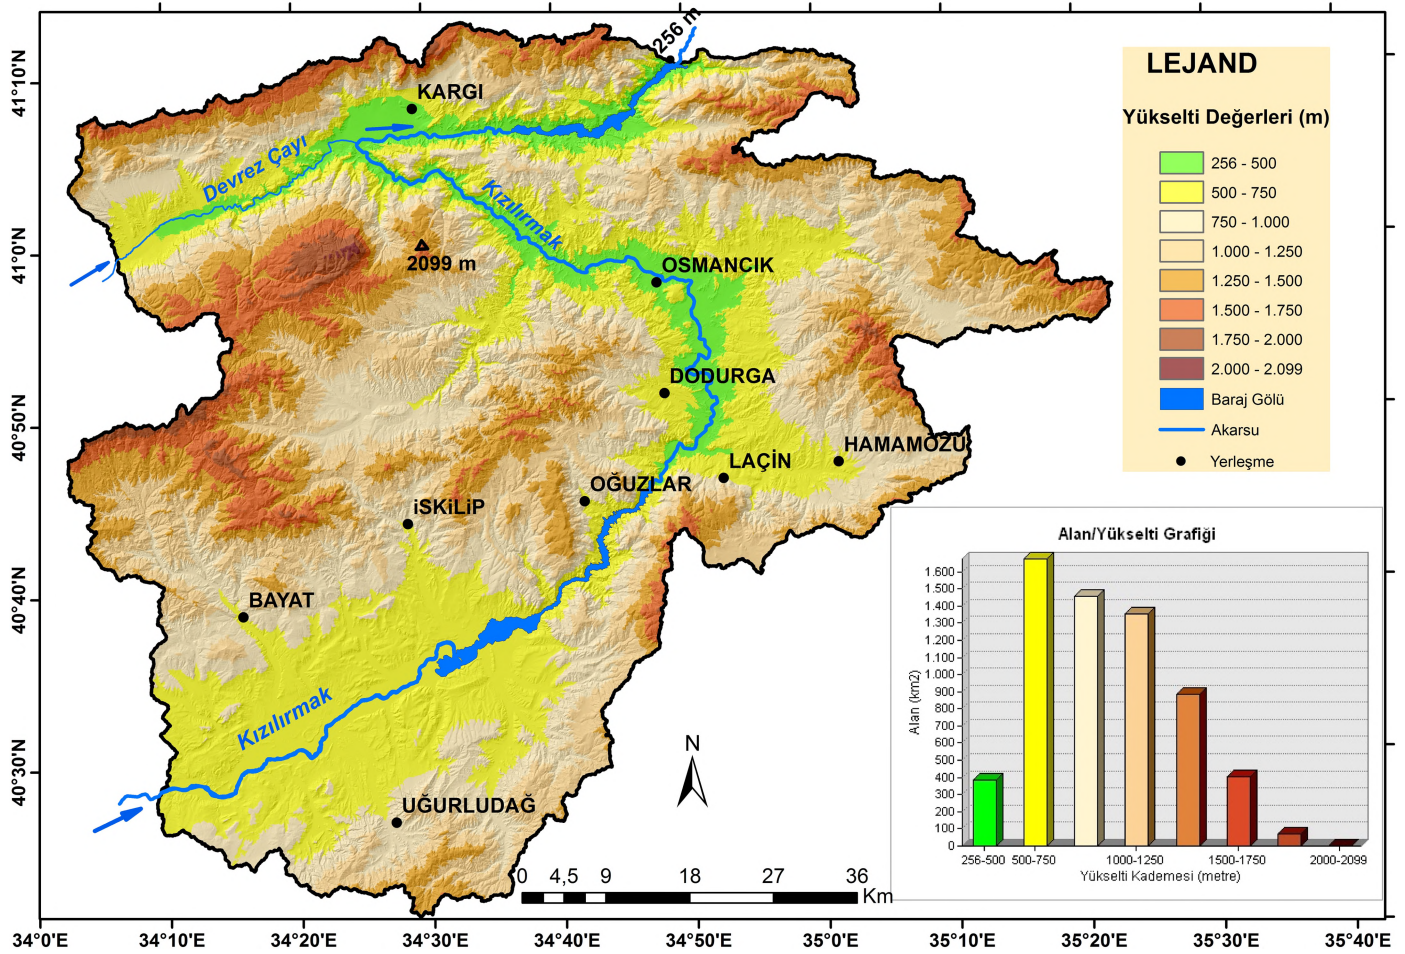 256 m
KARGI
Devrez Çayı
Kızılırmak
2099 m
OSMANCIK
DODURGA
HAMAMÖZÜ
LAÇİN
OĞUZLAR
iSKiLiP
BAYAT
Kızılırmak
UĞURLUDAĞ
N
0 4,5 9 18 27 36
Km
41°10'N
41°0'N
40°50'N
40°40'N
40°30'N
34°0'E 34°10'E 34°20'E 34°30'E 34°40'E 34°50'E 35°0'E 35°10'E 35°20'E 35°30'E 35°40'E
LEJAND
Yükselti Değerleri (m)
256 - 500
500 - 750
750 - 1.000
1.000 - 1.250
1.250 - 1.500
1.500 - 1.750
1.750 - 2.000
2.000 - 2.099
Baraj Gölü
Akarsu
Yerleşme
Alan/Yükselti Grafiği
Alan (km2)
1.600
1.500
1.400
1.300
1.200
1.100
1.000
900
800
700
600
500
400
300
200
100
0
256-500 500-750 1000-1250 1500-1750 2000-2099
Yükselti Kademesi (metre)